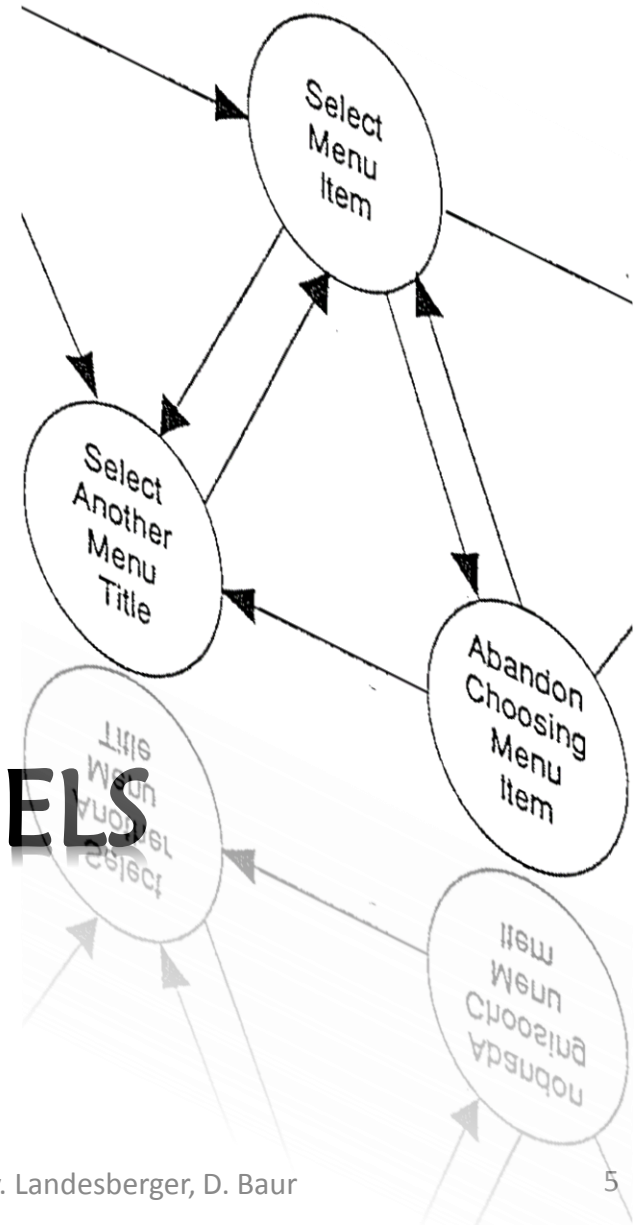 Select
Menu
Item
Select
Another
Menu
Title
Abandon
Choosing
Menu
Item
ELS
. Landesberger, D. Baur
5